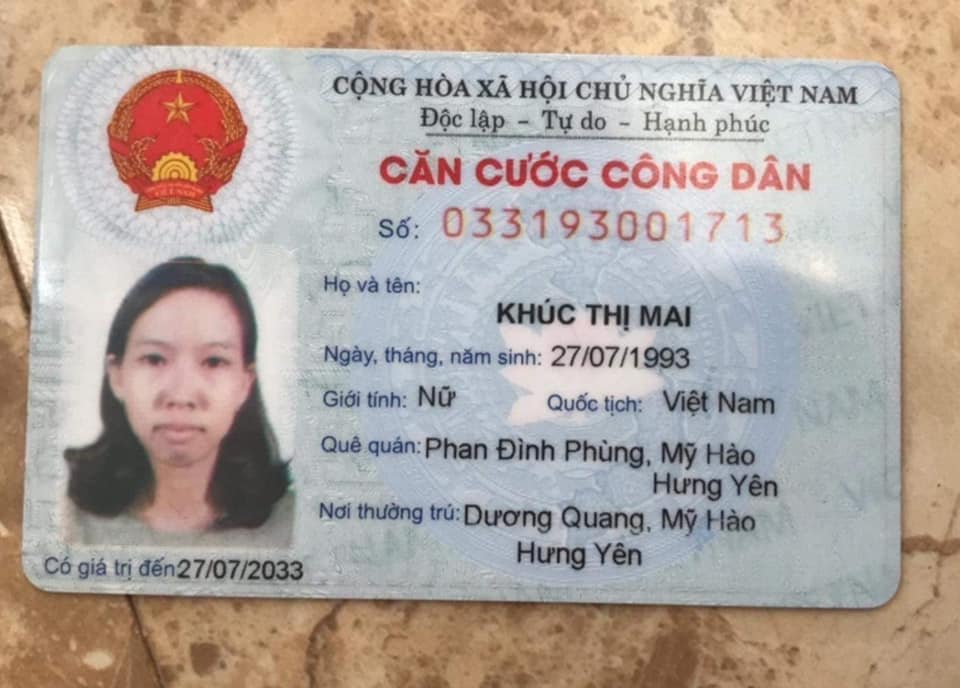 CỘNG HÒA XÃ HỘI CHỦ NGHĨA VIỆT NAM
Độc lập - Tự do - Hạnh phúc
CĂN CƯỚC CÔNG DÂN
Số: 033193001713
Họ và tên:
KHÚC THỊ MAI
Ngày, tháng, năm sinh: 27/07/1993
Giới tính: Nữ Quốc tịch: Việt Nam
Quê quán: Phan Đình Phùng, Mỹ Hào
Hưng Yên
Nơi thường trú: Dương Quang, Mỹ Hào
Hưng Yên
Có giá trị đến 27/07/2033